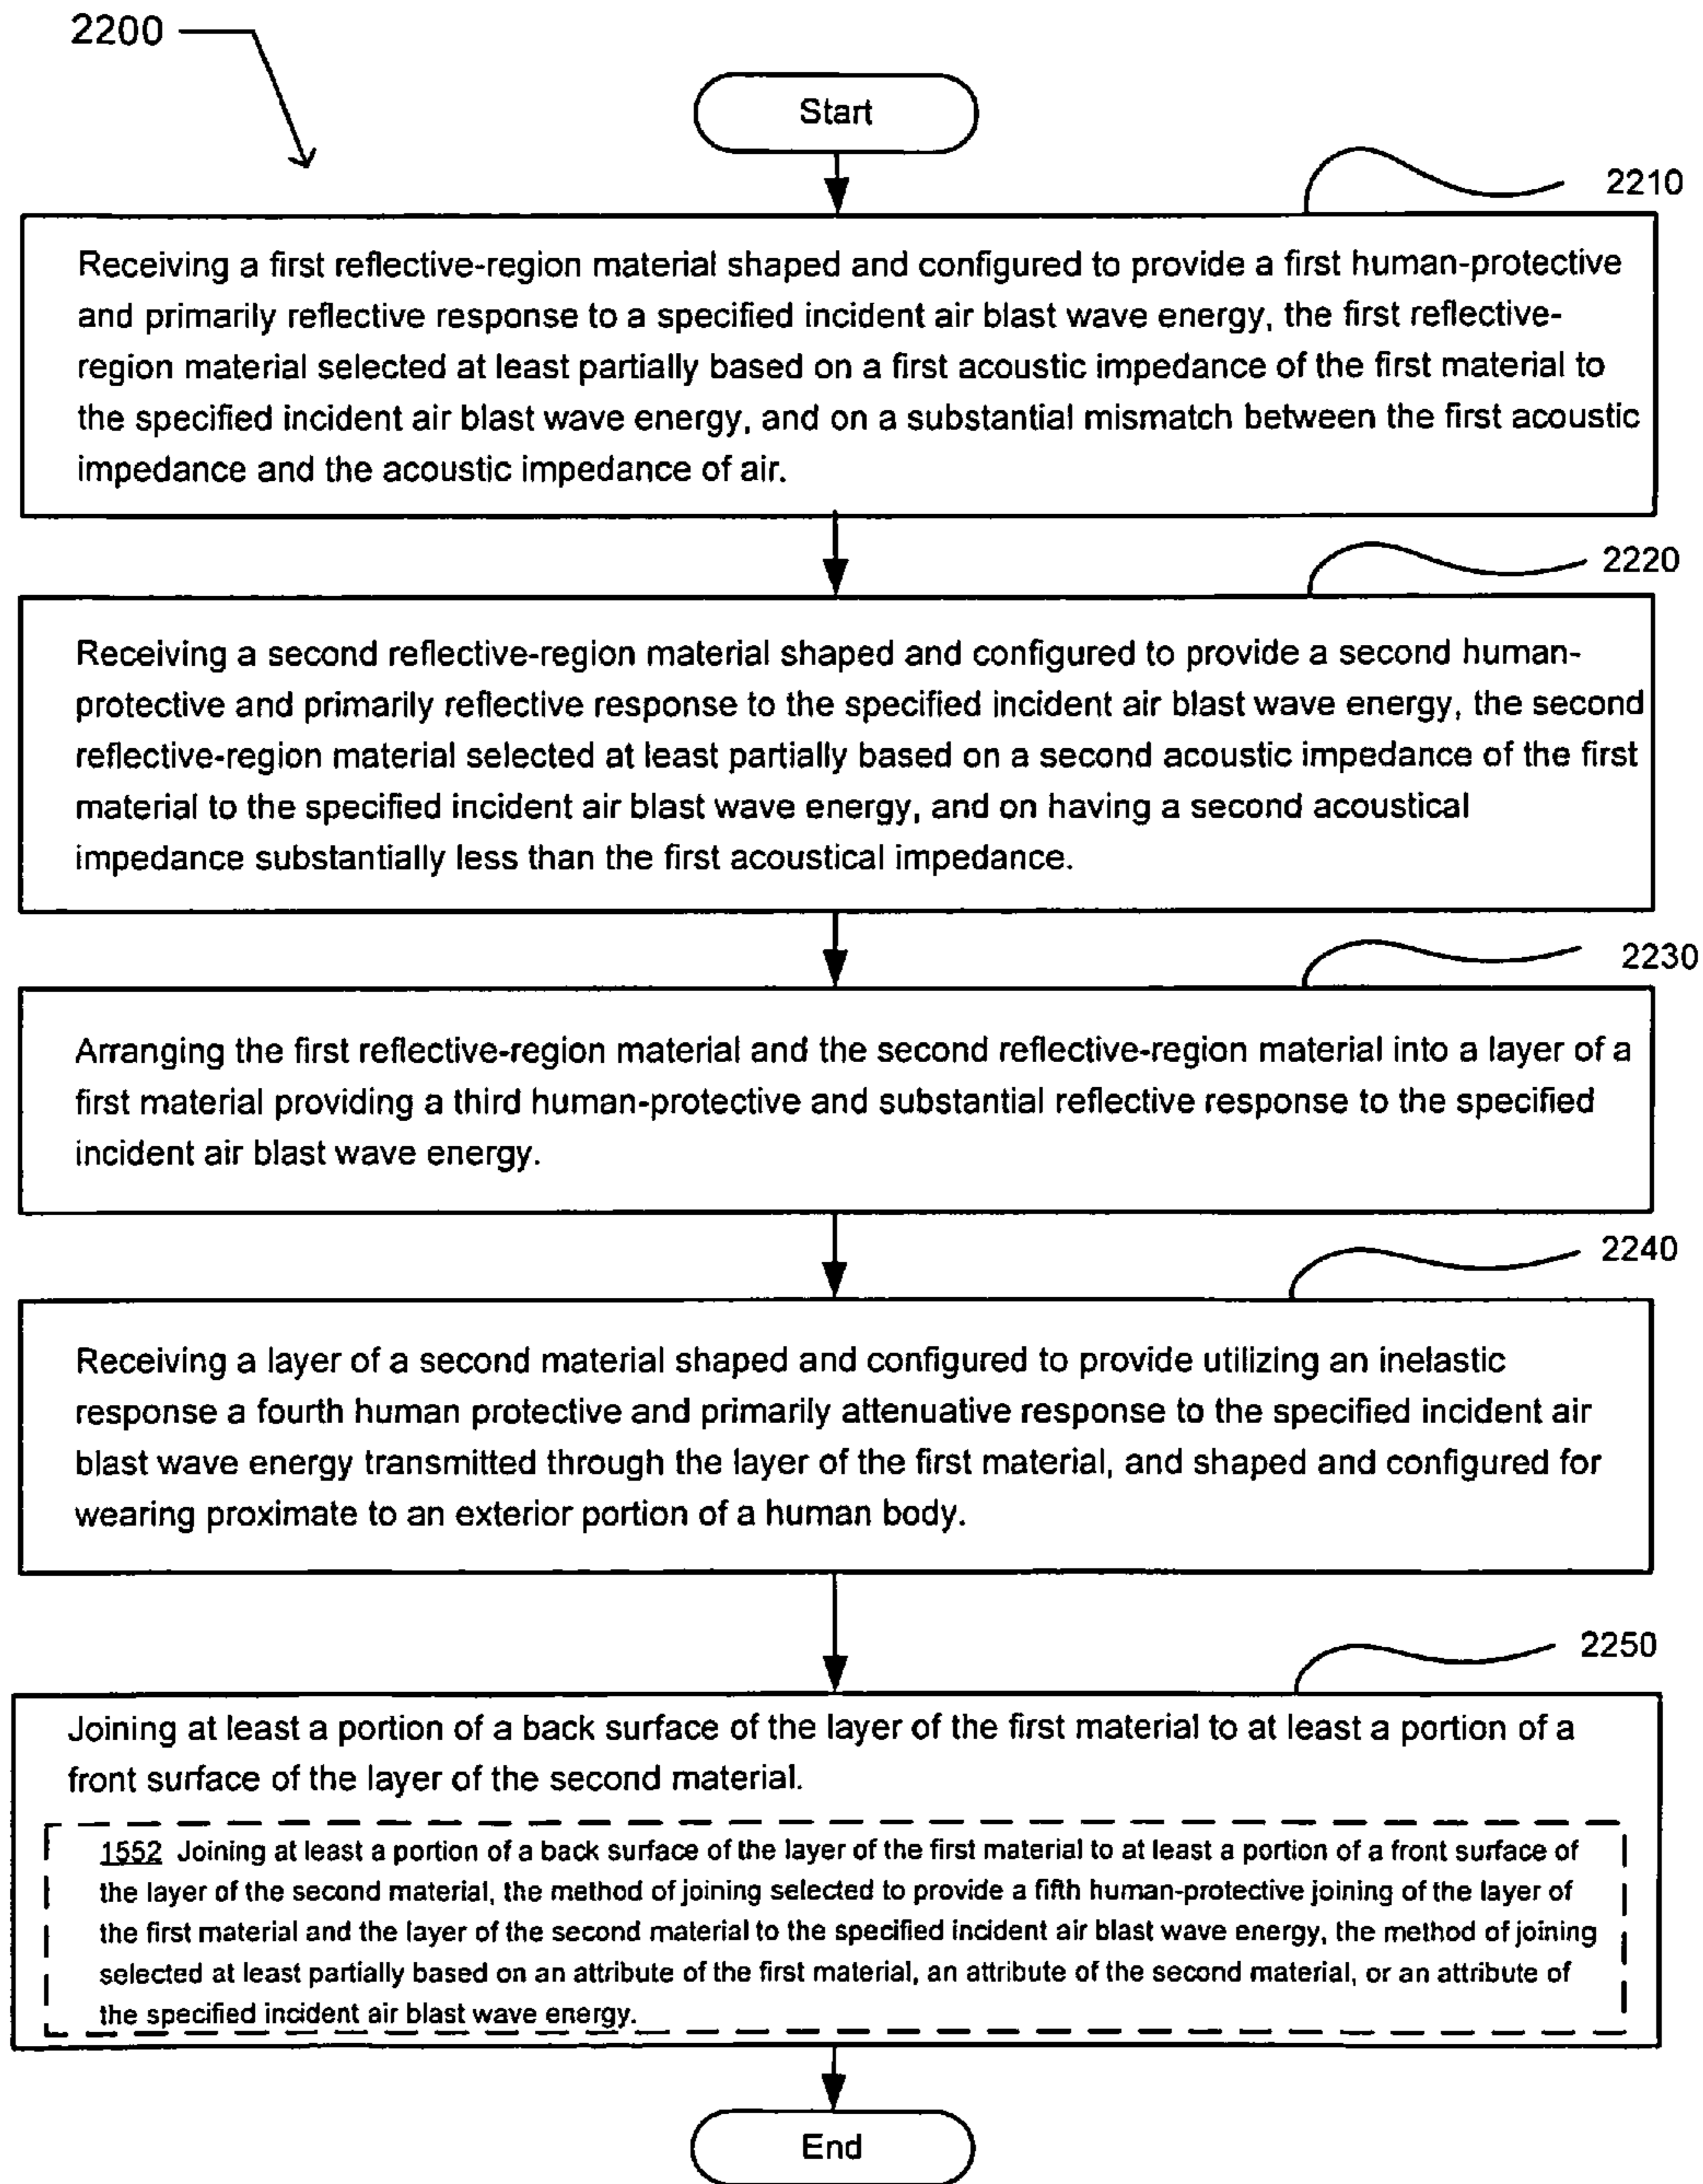 2200
Start
2210
Receiving a first reflective-region material shaped and configured to provide a first human-protective
and primarily reflective response to a specified incident air blast wave energy, the first reflective-
region material selected at least partially based on a first acoustic impedance of the first material to
the specified incident air blast wave energy, and on a substantial mismatch between the first acoustic
impedance and the acoustic impedance of air.
2220
Receiving a second reflective-region material shaped and configured to provide a second human-
protective and primarily reflective response to the specified incident air blast wave energy, the second
reflective-region material selected at least partially based on a second acoustic impedance of the first
material to the specified incident air blast wave energy, and on having a second acoustical
impedance substantially less than the first acoustical impedance.
2230
Arranging the first reflective-region material and the second reflective-region material into a layer of a
first material providing a third human-protective and substantial reflective response to the specified
incident air blast wave energy.
2240
Receiving a layer of a second material shaped and configured to provide utilizing an inelastic
response a fourth human protective and primarily attenuative response to the specified incident air
blast wave energy transmitted through the layer of the first material, and shaped and configured for
wearing proximate to an exterior portion of a human body.
2250
Joining at least a portion of a back surface of the layer of the first material to at least a portion of a
front surface of the layer of the second material.
1552 Joining at least a portion of a back surface of the layer of the first material to at least a portion of a front surface of
the layer of the second material, the method of joining selected to provide a fifth human-protective joining of the layer of
the first material and the layer of the second material to the specified incident air blast wave energy, the method of joining
selected at least partially based on an attribute of the first material, an attribute of the second material, or an attribute of
the specified incident air blast wave energy.
End